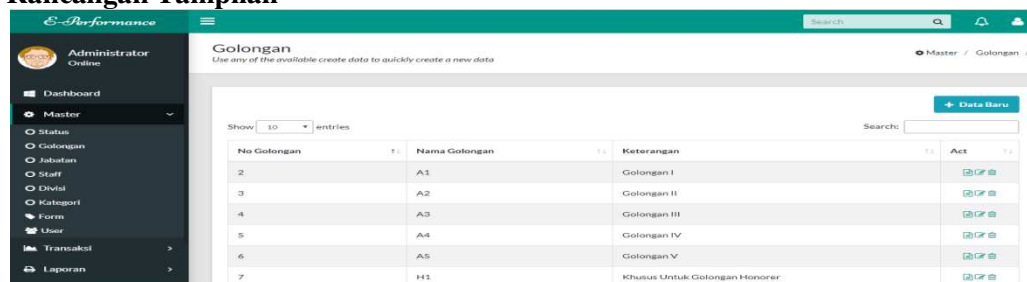 Rancangan Tampilan
E-Performance
Search
Administrator
Online
Golongan
Use any of the available create data to quickly create a new data
Master / Golongan
Dashboard
Master
Status
Golongan
Jabatan
Staff
Divisi
Kategori
Form
User
Transaksi
Laporan
+ Data Baru
Show 10 entries
Search:
No Golongan Nama Golongan Keterangan Act
2 A1 Golongan I
3 A2 Golongan II
4 A3 Golongan III
5 A4 Golongan IV
6 A5 Golongan V
7 H1 Khusus Untuk Golongan Honorer